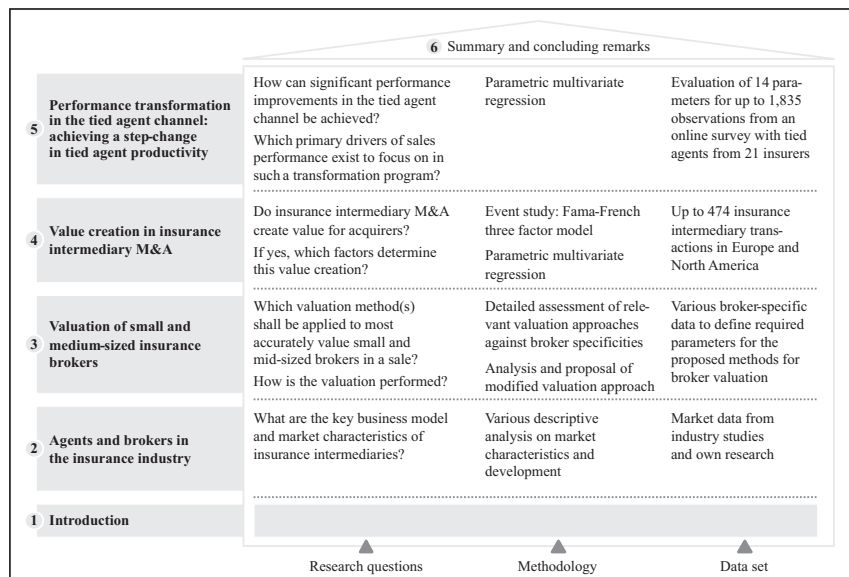 6 Summary and concluding remarks
5
Performance transformation
in the tied agent channel:
achieving a step-change
in tied agent productivity
How can significant performance
improvements in the tied agent
channel be achieved?
Which primary drivers of sales
performance exist to focus on in
such a transformation program?
Parametric multivariate
regression
Evaluation of 14 para-
meters for up to 1,835
observations from an
online survey with tied
agents from 21 insurers
4
Value creation in insurance
intermediary M&A
Do insurance intermediary M&A
create value for acquirers?
If yes, which factors determine
this value creation?
Event study: Fama-French
three factor model
Parametric multivariate
regression
Up to 474 insurance
intermediary trans-
actions in Europe and
North America
3
Valuation of small and
medium-sized insurance
brokers
Which valuation method(s)
shall be applied to most
accurately value small and
mid-sized brokers in a sale?
How is the valuation performed?
Detailed assessment of rele-
vant valuation approaches
against broker specificities
Analysis and proposal of
modified valuation approach
Various broker-specific
data to define required
parameters for the
proposed methods for
broker valuation
2
Agents and brokers in
the insurance industry
What are the key business model
and market characteristics of
insurance intermediaries?
Various descriptive
analysis on market
characteristics and
development
Market data from
industry studies
and own research
1 Introduction
Research questions
Methodology
Data set